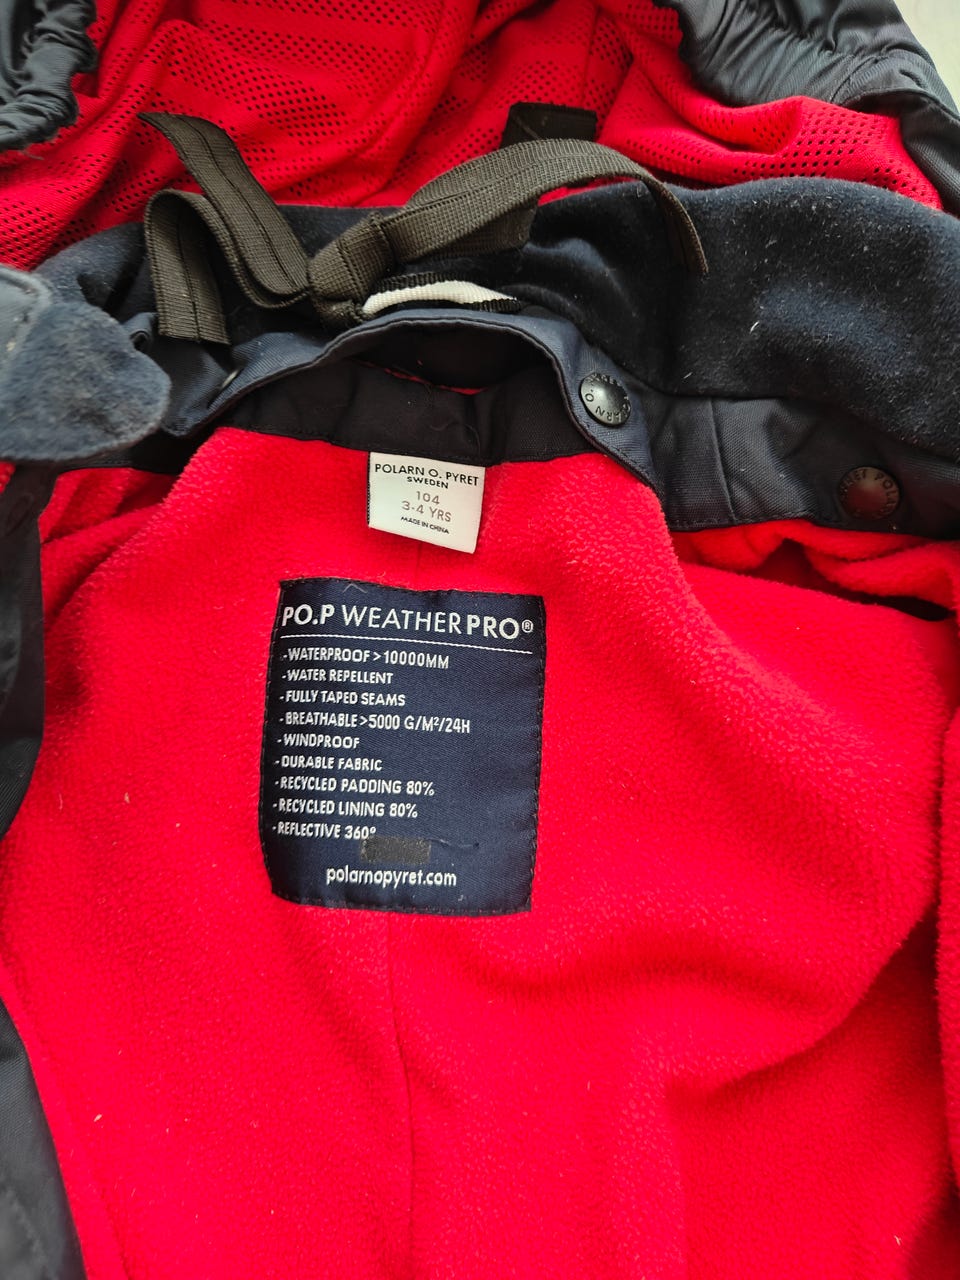 POLARN O. PYRET
SWEDEN
104
3-4 YRS
MADE IN CHINA
PO.P WEATHERPRO®
-WATERPROOF >10000MM
-WATER REPELLENT
-FULLY TAPED SEAMS
-BREATHABLE >5000 G/M²/24H
-WINDPROOF
-DURABLE FABRIC
-RECYCLED PADDING 80%
-RECYCLED LINING 80%
-REFLECTIVE 360°
polarnopyret.com